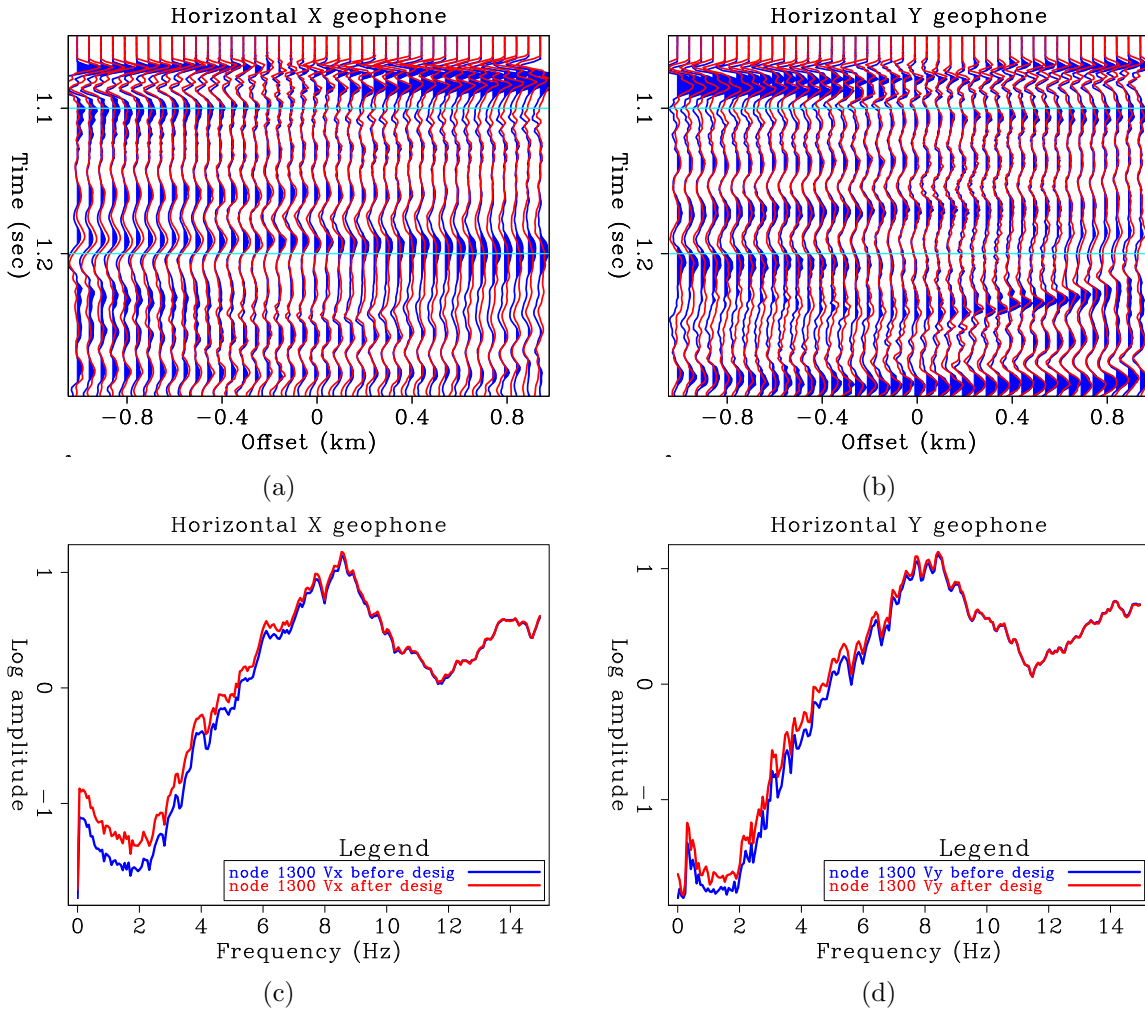 Horizontal X geophone
Time (sec)
1.1
1.2
−0.8 −0.4 0 0.4 0.8
Offset (km)
(a)
Horizontal Y geophone
Time (sec)
1.1
1.2
−0.8 −0.4 0 0.4 0.8
Offset (km)
(b)
Horizontal X geophone
Log amplitude
1
0
−1
Legend
node 1300 Vx before desig
node 1300 Vx after desig
0 2 4 6 8 10 12 14
Frequency (Hz)
(c)
Horizontal Y geophone
Log amplitude
1
0
−1
Legend
node 1300 Vy before desig
node 1300 Vy after desig
0 2 4 6 8 10 12 14
Frequency (Hz)
(d)